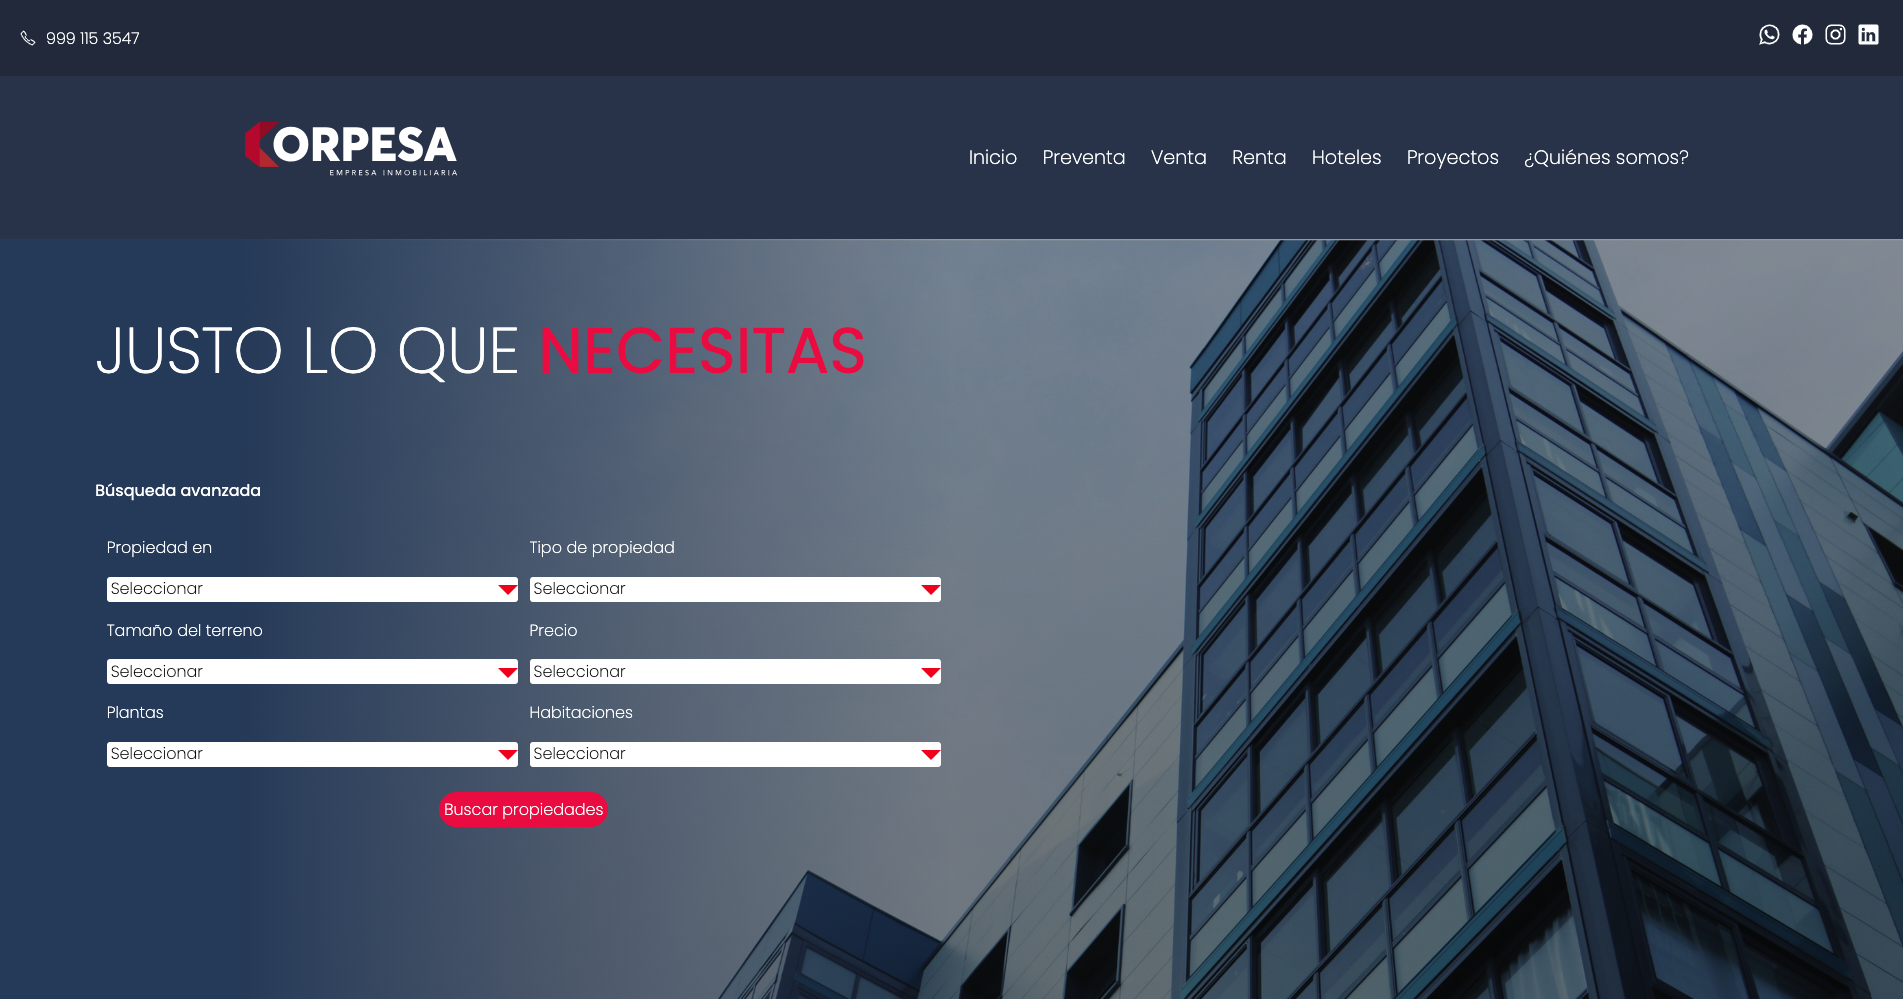 999 115 3547
KORPESA
EMPRESA INMOBILIARIA
Inicio Preventa Venta Renta Hoteles Proyectos ¿Quiénes somos?
JUSTO LO QUE NECESITAS
Búsqueda avanzada
Propiedad en Tipo de propiedad
Seleccionar Seleccionar
Tamaño del terreno Precio
Seleccionar Seleccionar
Plantas Habitaciones
Seleccionar Seleccionar
Buscar propiedades